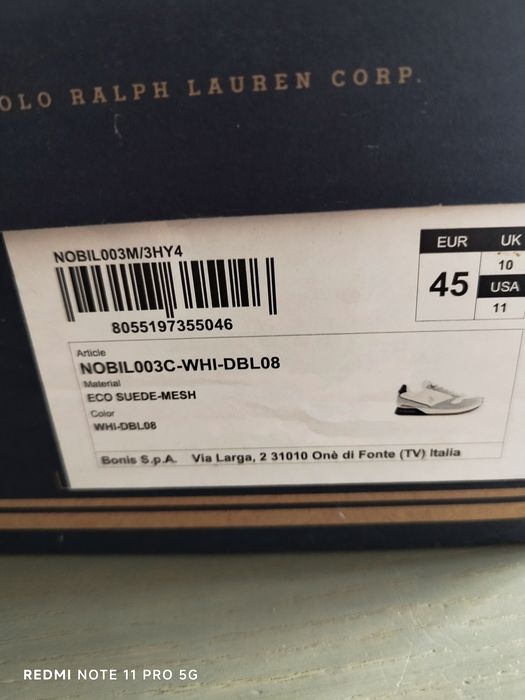 OLO RALPH LAUREN CORP.
NOBIL003M/3HY4
8055197355046
EUR
45
UK
10
USA
11
Article
NOBIL003C-WHI-DBL08
Material
ECO SUEDE-MESH
Color
WHI-DBL08
Bonis S.p.A. Via Larga, 2 31010 Onè di Fonte (TV) Italia
REDMI NOTE 11 PRO 5G